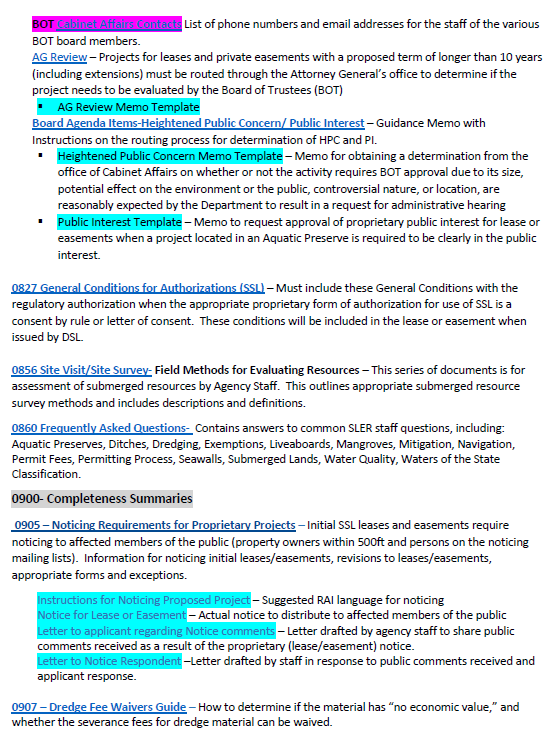 BOT Cabinet Affairs Contacts List of phone numbers and email addresses for the staff of the various
BOT board members.
AG Review – Projects for leases and private easements with a proposed term of longer than 10 years
(including extensions) must be routed through the Attorney General's office to determine if the
project needs to be evaluated by the Board of Trustees (BOT)
▪ AG Review Memo Template
Board Agenda Items-Heightened Public Concern/ Public Interest – Guidance Memo with
Instructions on the routing process for determination of HPC and PI.
▪ Heightened Public Concern Memo Template – Memo for obtaining a determination from the
office of Cabinet Affairs on whether or not the activity requires BOT approval due to its size,
potential effect on the environment or the public, controversial nature, or location, are
reasonably expected by the Department to result in a request for administrative hearing
▪ Public Interest Template – Memo to request approval of proprietary public interest for lease or
easements when a project located in an Aquatic Preserve is required to be clearly in the public
interest.
0827 General Conditions for Authorizations (SSL) – Must include these General Conditions with the
regulatory authorization when the appropriate proprietary form of authorization for use of SSL is a
consent by rule or letter of consent. These conditions will be included in the lease or easement when
issued by DSL.
0856 Site Visit/Site Survey- Field Methods for Evaluating Resources – This series of documents is for
assessment of submerged resources by Agency Staff. This outlines appropriate submerged resource
survey methods and includes descriptions and definitions.
0860 Frequently Asked Questions- Contains answers to common SLER staff questions, including:
Aquatic Preserves, Ditches, Dredging, Exemptions, Liveaboards, Mangroves, Mitigation, Navigation,
Permit Fees, Permitting Process, Seawalls, Submerged Lands, Water Quality, Waters of the State
Classification.
0900- Completeness Summaries
0905 – Noticing Requirements for Proprietary Projects – Initial SSL leases and easements require
noticing to affected members of the public (property owners within 500ft and persons on the noticing
mailing lists). Information for noticing initial leases/easements, revisions to leases/easements,
appropriate forms and exceptions.
Instructions for Noticing Proposed Project – Suggested RAI language for noticing
Notice for Lease or Easement – Actual notice to distribute to affected members of the public
Letter to applicant regarding Notice comments – Letter drafted by agency staff to share public
comments received as a result of the proprietary (lease/easement) notice.
Letter to Notice Respondent –Letter drafted by staff in response to public comments received and
applicant response.
0907 – Dredge Fee Waivers Guide – How to determine if the material has "no economic value," and
whether the severance fees for dredge material can be waived.